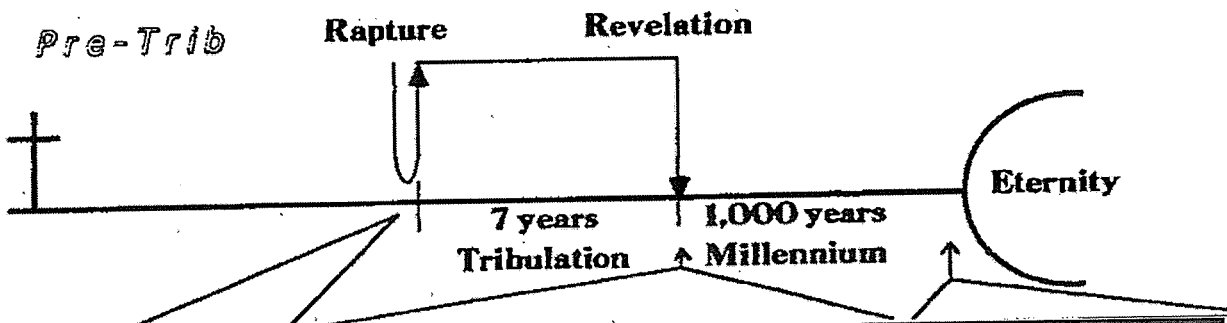 Pre-Trib
Rapture
Revelation
Eternity
7 years
Tribulation
1,000 years
Millennium